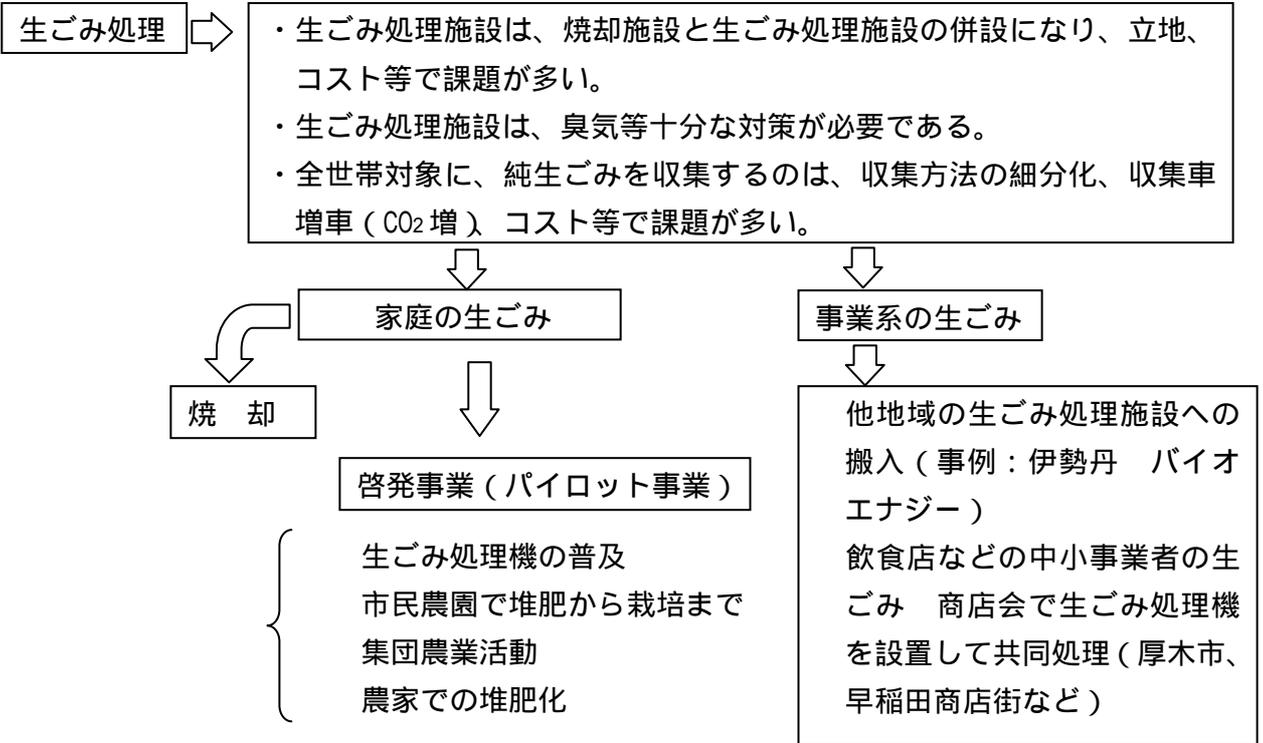 生ごみ処理
・生ごみ処理施設は、焼却施設と生ごみ処理施設の併設になり、立地、
コスト等で課題が多い。
・生ごみ処理施設は、臭気等十分な対策が必要である。
・全世帯対象に、純生ごみを収集するのは、収集方法の細分化、収集車
増車（CO2増）、コスト等で課題が多い。
家庭の生ごみ
事業系の生ごみ
焼　却
啓発事業（パイロット事業）
生ごみ処理機の普及
市民農園で堆肥から栽培まで
集団農業活動
農家での堆肥化
他地域の生ごみ処理施設への
搬入（事例：伊勢丹　バイオ
エナジー）
飲食店などの中小事業者の生
ごみ　商店会で生ごみ処理機
を設置して共同処理（厚木市、
早稲田商店街など）